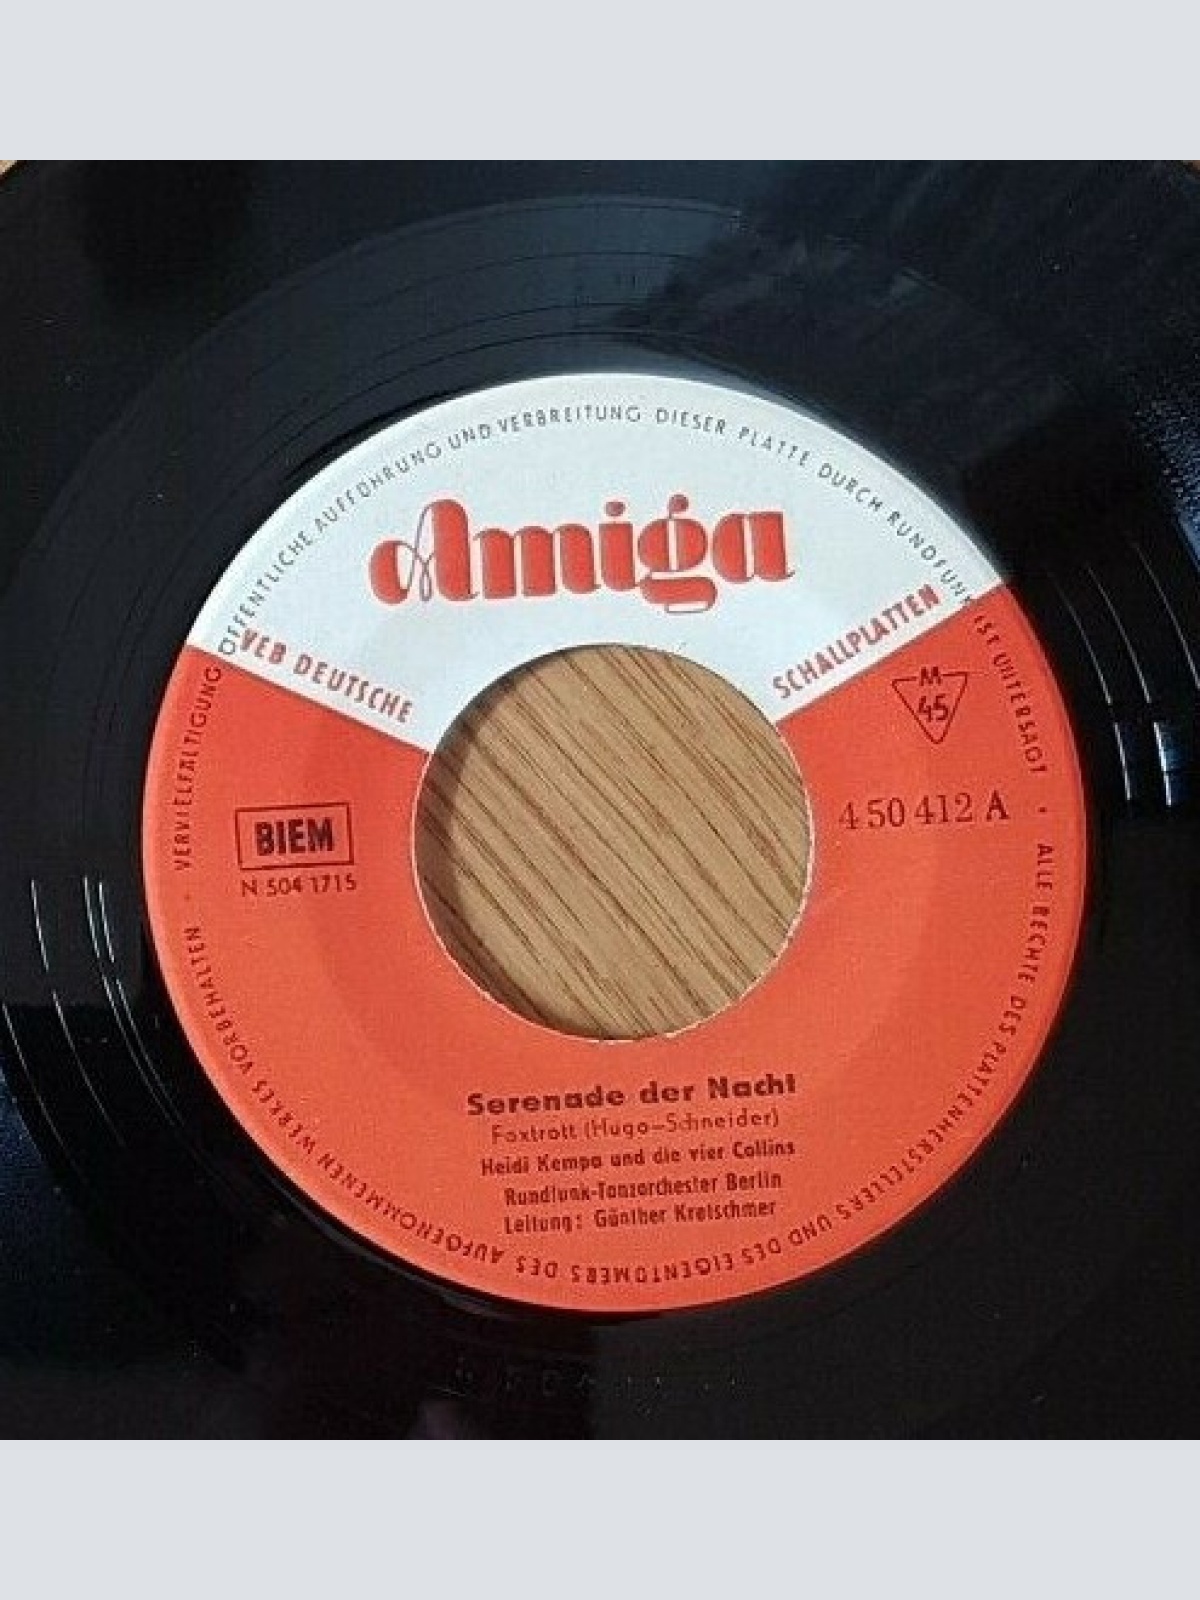 Amiga
VEB DEUTSCHE SCHALLPLATTEN
M
45
BIEM
N 504 1715
4 50 412 A
Serenade der Nacht
Foxtrott (Hugo-Schneider)
Heidi Kempa und die vier Collins
Rundfunk-Tanzorchester Berlin
Leitung: Günther Kretschmer
ALLE RECHTE DES PLATTENHERSTELLERS UND DES EIGENTÜMERS DES AUFGENOMMENEN WERKES VORBEHALTEN · VERVIELFÄLTIGUNG ÖFFENTLICHE AUFFÜHRUNG UND VERBREITUNG DIESER PLATTE DURCH RUNDFUNK IST UNTERSAGT ·